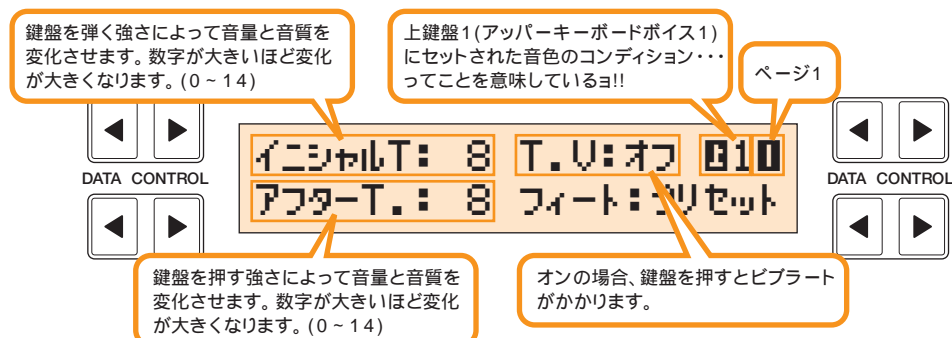 鍵盤を弾く強さによって音量と音質を
変化させます。数字が大きいほど変化
が大きくなります。(0~14)
上鍵盤1(アッパーキーボードボイス1)
にセットされた音色のコンディション・・・
ってことを意味しているョ!!
ページ1
DATA CONTROL
イニシャルT: 8 T.V:オフ 1
アフターT.: 8 フィート:プリセット
DATA CONTROL
鍵盤を押す強さによって音量と音質を
変化させます。数字が大きいほど変化
が大きくなります。(0~14)
オンの場合、鍵盤を押すとビブラート
がかかります。